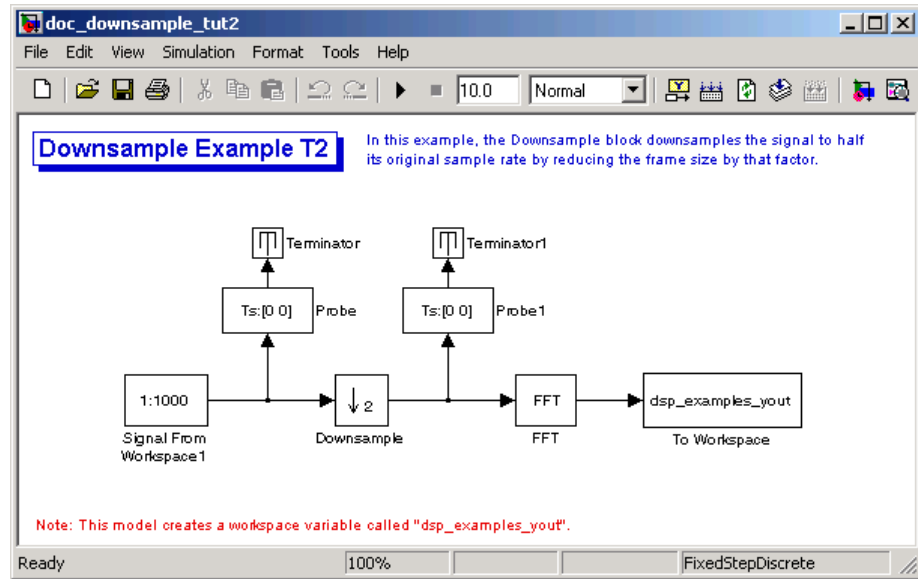 doc_downsample_tut2
File Edit View Simulation Format Tools Help
10.0 Normal
Downsample Example T2
In this example, the Downsample block downsamples the signal to half
its original sample rate by reducing the frame size by that factor.
Terminator
Terminator1
Ts:[0 0]
Probe
Ts:[0 0]
Probe1
1:1000
2
FFT
dsp_examples_yout
Signal From
Workspace1
Downsample
FFT
To Workspace
Note: This model creates a workspace variable called "dsp_examples_yout".
Ready 100% FixedStepDiscrete